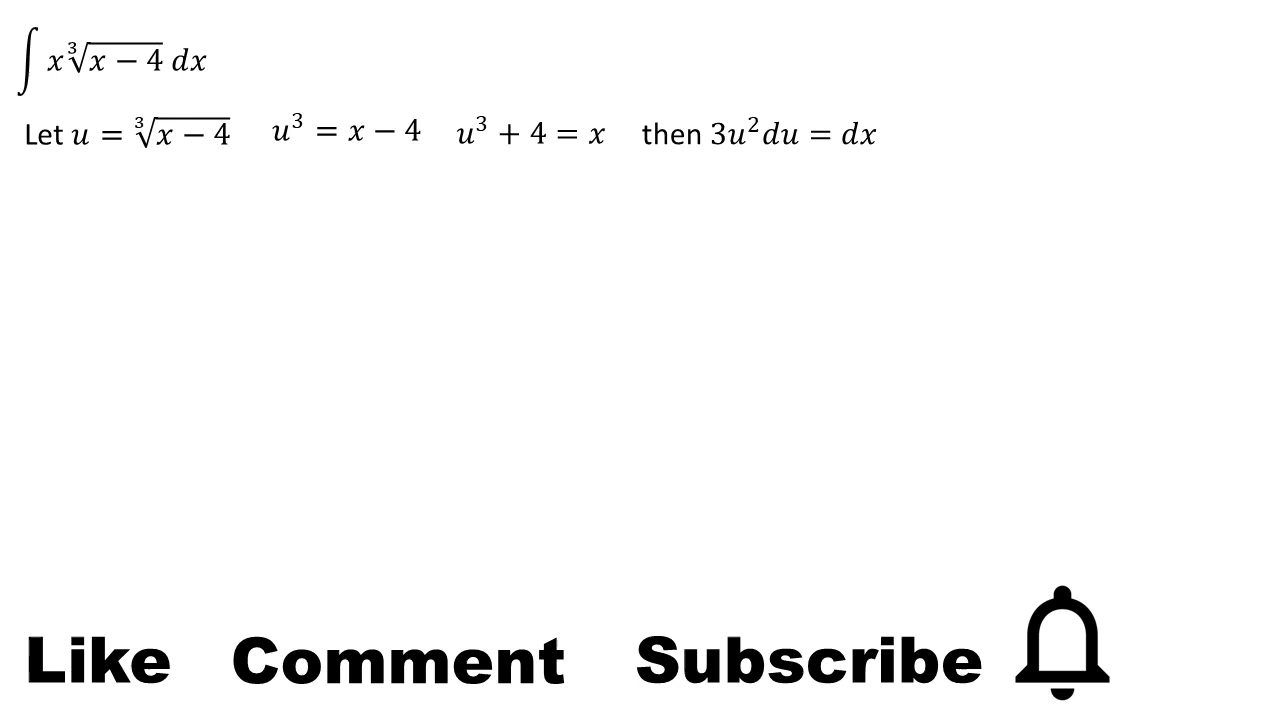 ∫ x∛(x − 4) dx
Let u = ∛(x − 4) u³ = x − 4 u³ + 4 = x then 3u²du = dx
Like Comment Subscribe